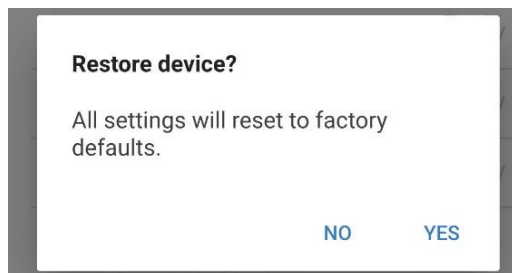 Restore device?
All settings will reset to factory
defaults.
NO YES